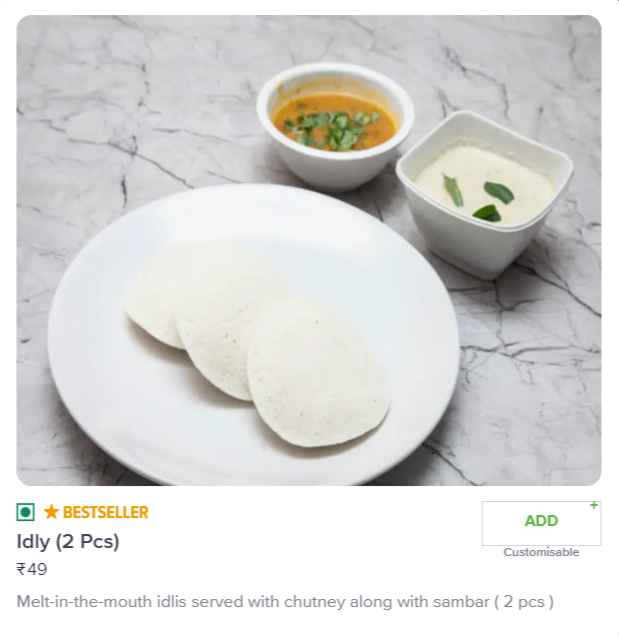 BESTSELLER
Idly (2 Pcs)
₹49
Melt-in-the-mouth idlis served with chutney along with sambar ( 2 pcs )
ADD
+
Customisable